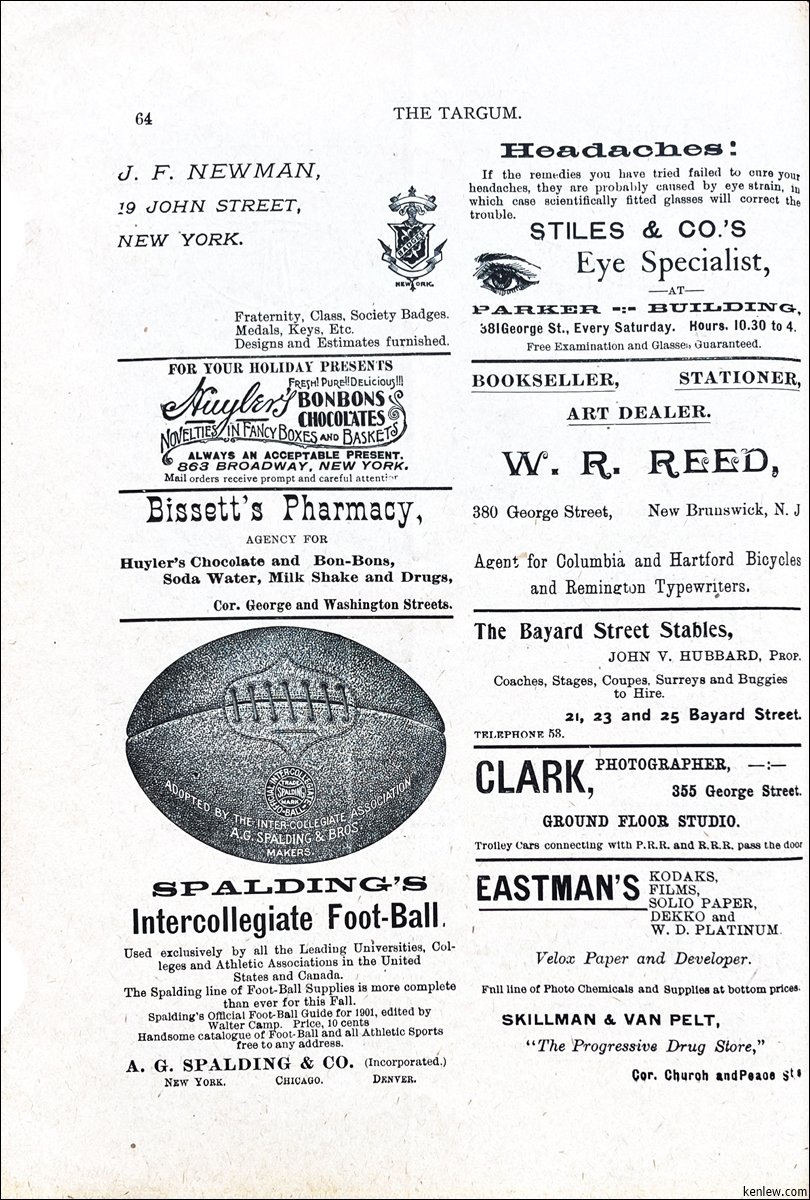 64
THE TARGUM.
J. F. NEWMAN,
19 JOHN STREET,
NEW YORK.
BADGES
NEW YORK.
Fraternity, Class, Society Badges.
Medals, Keys, Etc.
Designs and Estimates furnished.
FOR YOUR HOLIDAY PRESENTS
Huyler's
FRESH! PURE!! DELICIOUS!!!
BONBONS
CHOCOLATES
NOVELTIES IN FANCY BOXES AND BASKETS
ALWAYS AN ACCEPTABLE PRESENT.
863 BROADWAY, NEW YORK.
Mail orders receive prompt and careful attention
Bissett's Pharmacy,
AGENCY FOR
Huyler's Chocolate and Bon-Bons,
Soda Water, Milk Shake and Drugs,
Cor. George and Washington Streets.
INTERCOLLEGIATE
TRADE
SPALDING
MARK
OFFICIAL FOOT-BALL
ADOPTED BY THE INTER-COLLEGIATE ASSOCIATION
A.G. SPALDING & BROS.
MAKERS.
SPALDING'S
Intercollegiate Foot-Ball.
Used exclusively by all the Leading Universities, Col-
leges and Athletic Associations in the United
States and Canada.
The Spalding line of Foot-Ball Supplies is more complete
than ever for this Fall.
Spalding's Official Foot-Ball Guide for 1901, edited by
Walter Camp. Price, 10 cents
Handsome catalogue of Foot-Ball and all Athletic Sports
free to any address.
A. G. SPALDING & CO. (Incorporated.)
NEW YORK. CHICAGO. DENVER.
Headaches!
If the remedies you have tried failed to cure your
headaches, they are probably caused by eye strain, in
which case scientifically fitted glasses will correct the
trouble.
STILES & CO.'S
Eye Specialist,
—AT—
PARKER -:- BUILDING,
381 George St., Every Saturday. Hours. 10.30 to 4.
Free Examination and Glasses Guaranteed.
BOOKSELLER, STATIONER,
ART DEALER.
W. R. REED,
380 George Street, New Brunswick, N. J
Agent for Columbia and Hartford Bicycles
and Remington Typewriters.
The Bayard Street Stables,
JOHN V. HUBBARD, PROP.
Coaches, Stages, Coupes, Surreys and Buggies
to Hire.
21, 23 and 25 Bayard Street.
TELEPHONE 58.
CLARK, PHOTOGRAPHER, —:—
355 George Street.
GROUND FLOOR STUDIO.
Trolley Cars connecting with P.R.R. and R.R.R. pass the door
EASTMAN'S KODAKS,
FILMS,
SOLIO PAPER,
DEKKO and
W. D. PLATINUM.
Velox Paper and Developer.
Full line of Photo Chemicals and Supplies at bottom prices.
SKILLMAN & VAN PELT,
"The Progressive Drug Store,"
Cor. Church and Peace Sts
kenlew.com